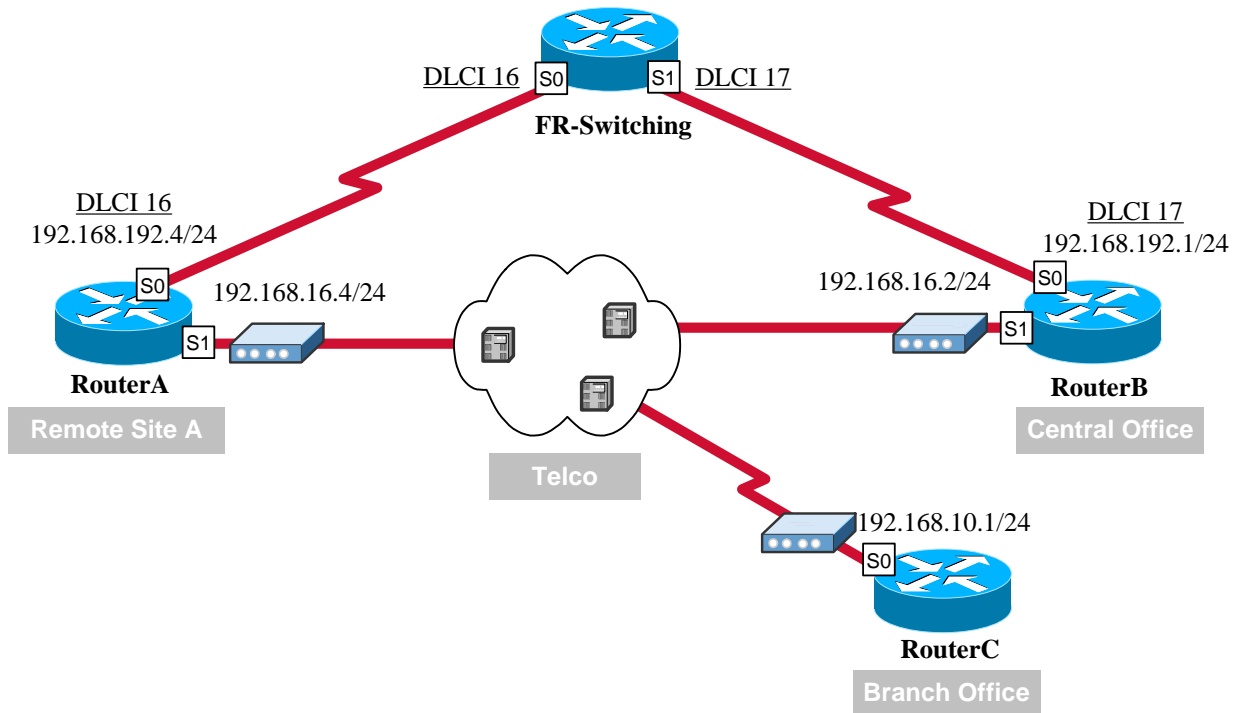 DLCI 16
S0
S1
DLCI 17
FR-Switching
DLCI 16
192.168.192.4/24
S0
192.168.16.4/24
S1
RouterA
Remote Site A
Telco
DLCI 17
192.168.192.1/24
192.168.16.2/24
S0
S1
RouterB
Central Office
192.168.10.1/24
S0
RouterC
Branch Office